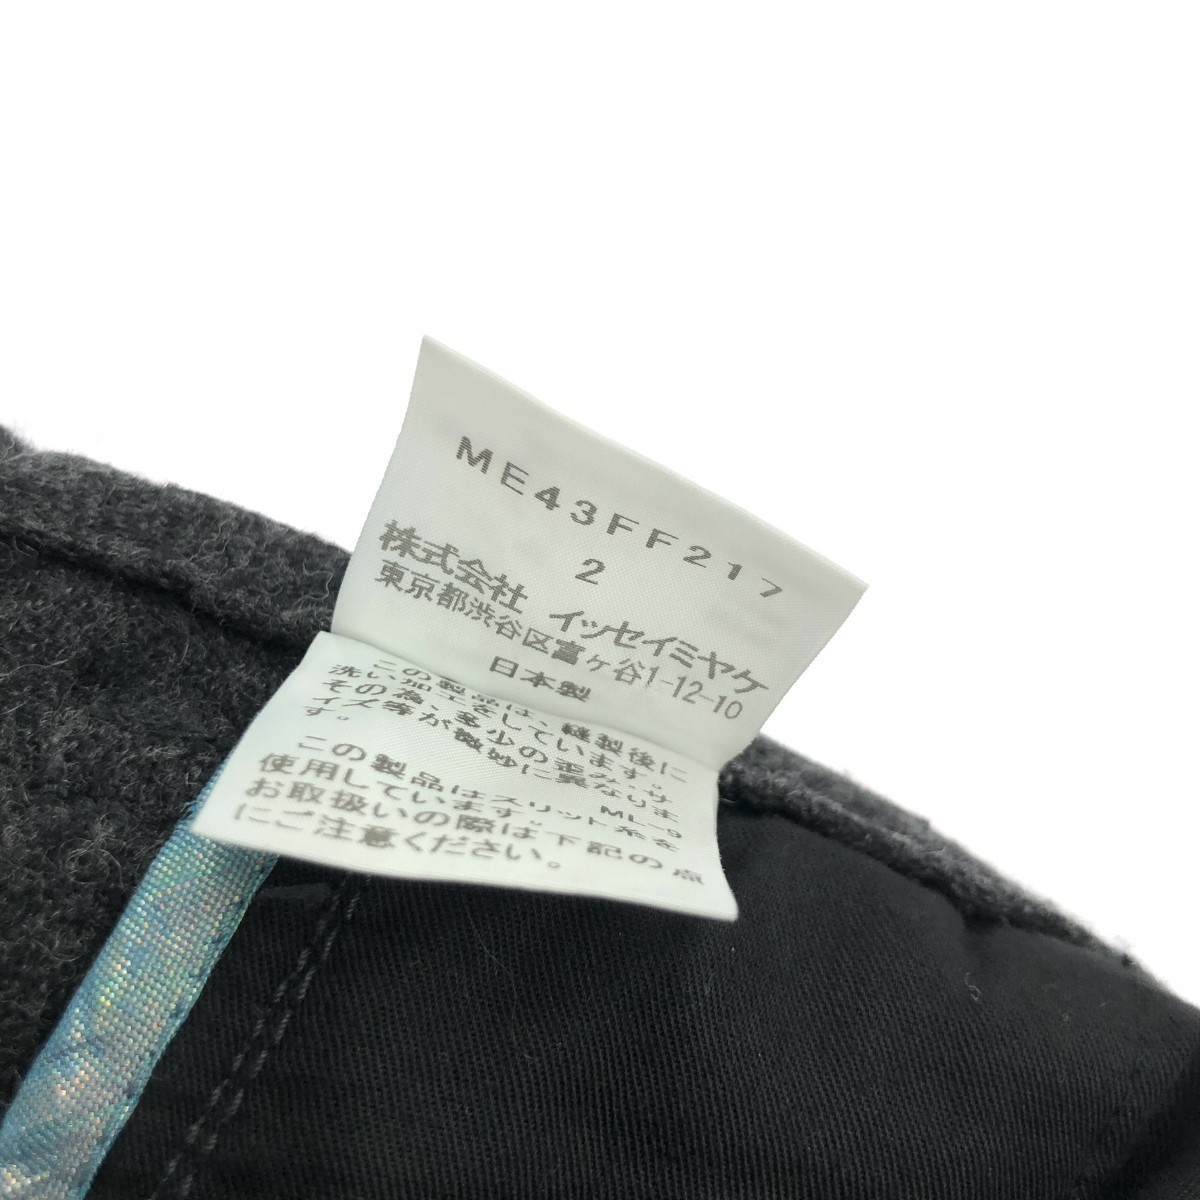 ME43FF217
2
株式会社 イッセイミヤケ
東京都渋谷区富ヶ谷1-12-10
日本製
この製品は、縫製後に
洗い加工をしています。
その為、多少の歪み、サ
イズ等が微妙に異なりま
す。
ML-9
この製品はスリット糸を
使用しています。
お取扱いの際は下記の点
にご注意ください。